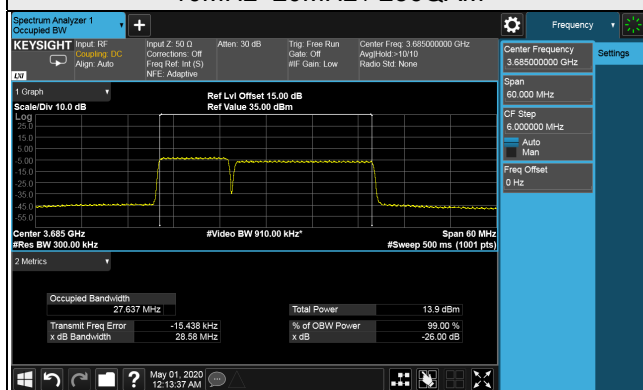 Spectrum Analyzer 1
Occupied BW
Frequency
KEYSIGHT
Input: RF
Coupling: DC
Align: Auto
Input Z: 50 Ω
Corrections: Off
Freq Ref: Int (S)
NFE: Adaptive
Atten: 30 dB
Trig: Free Run
Gate: Off
#IF Gain: Low
Center Freq: 3.685000000 GHz
Avg|Hold:>10/10
Radio Std: None
LXI
Center Frequency
3.685000000 GHz
Settings
Span
60.000 MHz
CF Step
6.000000 MHz
Auto
Man
Freq Offset
0 Hz
1 Graph
Scale/Div 10.0 dB
Ref Lvl Offset 15.00 dB
Ref Value 35.00 dBm
Log
25.0
15.0
5.00
-5.00
-15.0
-25.0
-35.0
-45.0
-55.0
Center 3.685 GHz
#Res BW 300.00 kHz
#Video BW 910.00 kHz*
Span 60 MHz
#Sweep 500 ms (1001 pts)
2 Metrics
Occupied Bandwidth
27.637 MHz
Total Power 13.9 dBm
Transmit Freq Error -15.438 kHz
% of OBW Power 99.00 %
x dB Bandwidth 28.58 MHz
x dB -26.00 dB
May 01, 2020
12:13:37 AM